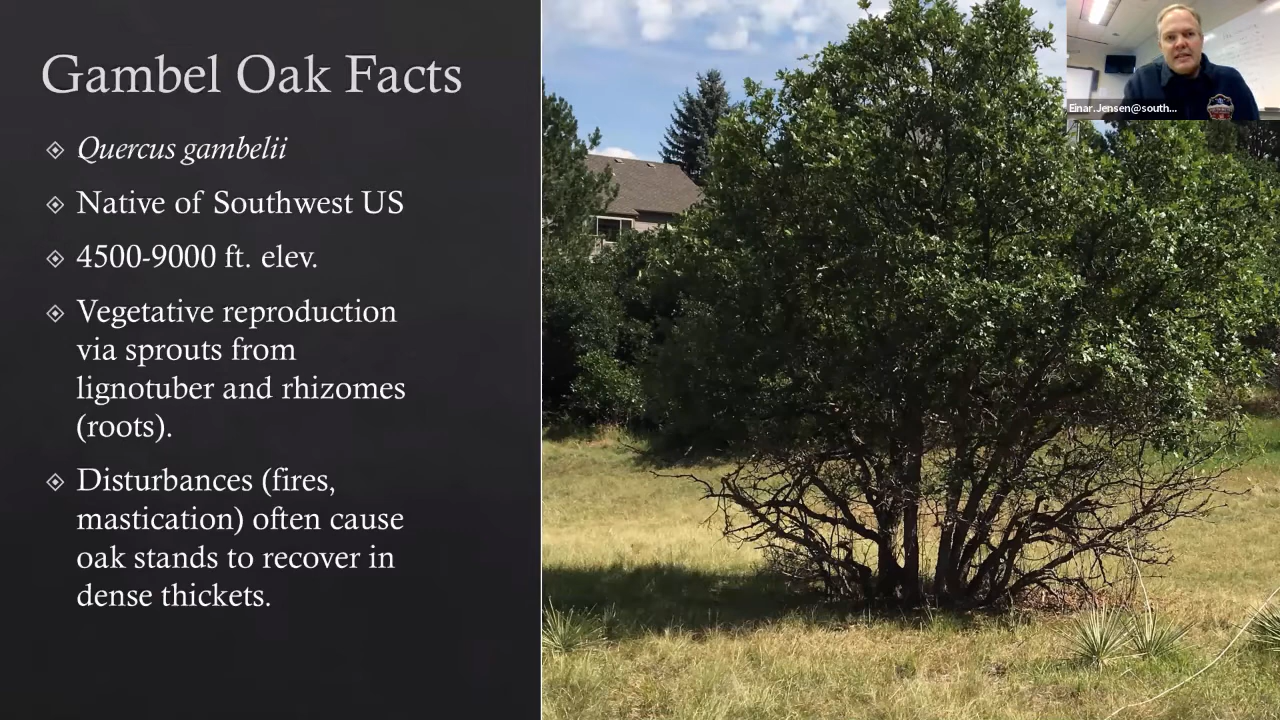 Gambel Oak Facts
Quercus gambelii
Native of Southwest US
4500-9000 ft. elev.
Vegetative reproduction
via sprouts from
lignotuber and rhizomes
(roots).
Disturbances (fires,
mastication) often cause
oak stands to recover in
dense thickets.
Einar.Jensen@south...